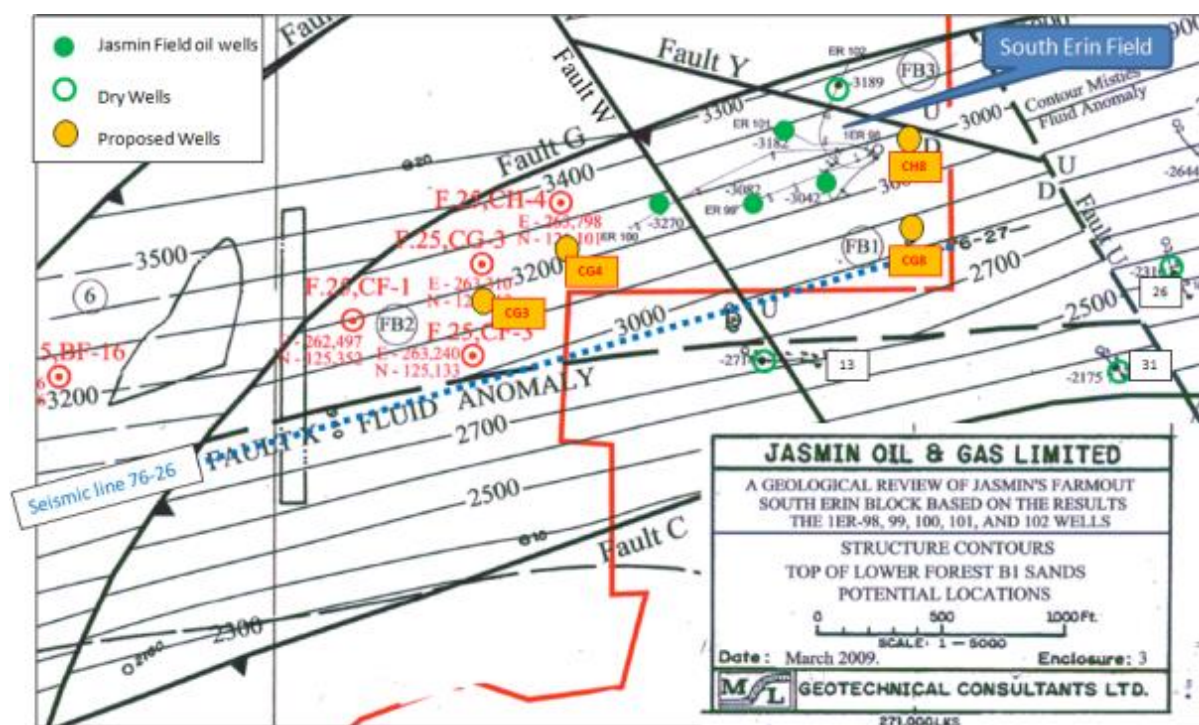 Jasmin Field oil wells
Dry Wells
Proposed Wells
South Erin Field
Fault Y
Fault W
Fault G
Fault U
Fault C
FAULT X FLUID ANOMALY
Contour Misties
Fluid Anomaly
ER 102
-3189
FB3
3300
3000
2900
ER 101
-3182
1ER 98
U
D
CH8
U
D
3400
-3082
-3042
ER 99
-3270
ER 100
-2644
F.25,CH-4
E - 263,798
F.25,CG-3
3500
3200
CG4
FB1
CG8
2700
6
CG3
FB2
E - 262,497
N - 125,352
F.25,CF-3
E - 263,240
N - 125,133
3000
U
2500
26
5,BF-16
3200
-271
13
-2175
31
2700
Seismic line 76-26
2500
2300
JASMIN OIL & GAS LIMITED
A GEOLOGICAL REVIEW OF JASMIN'S FARMOUT
SOUTH ERIN BLOCK BASED ON THE RESULTS
THE 1ER-98, 99, 100, 101, AND 102 WELLS
STRUCTURE CONTOURS
TOP OF LOWER FOREST B1 SANDS
POTENTIAL LOCATIONS
0 500 1000Ft.
SCALE: 1 - 5000
Date: March 2009. Enclosure: 3
GEOTECHNICAL CONSULTANTS LTD.
271,000LKS